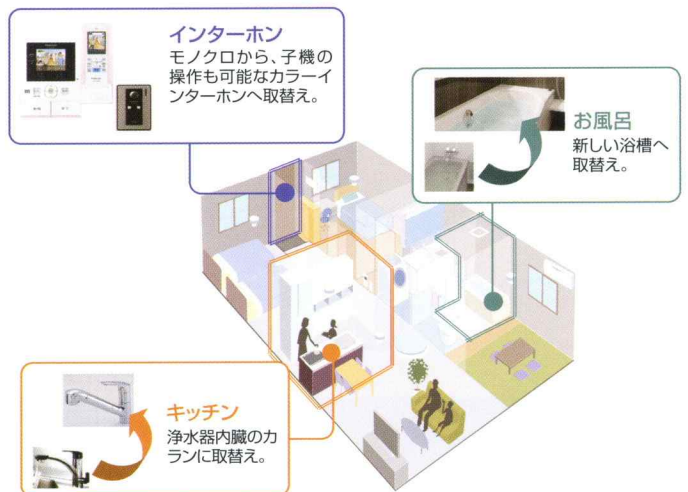 インターホン
モノクロから、子機の
操作も可能なカラーイ
ンターホンへ取替え。
お風呂
新しい浴槽へ
取替え。
キッチン
浄水器内臓のカ
ランに取替え。